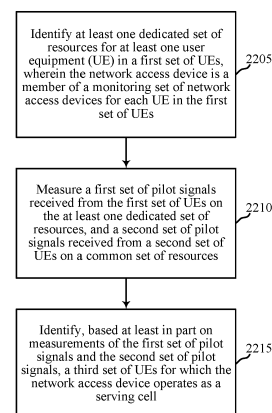 Identify at least one dedicated set of
resources for at least one user
equipment (UE) in a first set of UEs,
wherein the network access device is a
member of a monitoring set of network
access devices for each UE in the first
set of UEs
2205
Measure a first set of pilot signals
received from the first set of UEs on
the at least one dedicated set of
resources, and a second set of pilot
signals received from a second set of
UEs on a common set of resources
2210
Identify, based at least in part on
measurements of the first set of pilot
signals and the second set of pilot
signals, a third set of UEs for which the
network access device operates as a
serving cell
2215